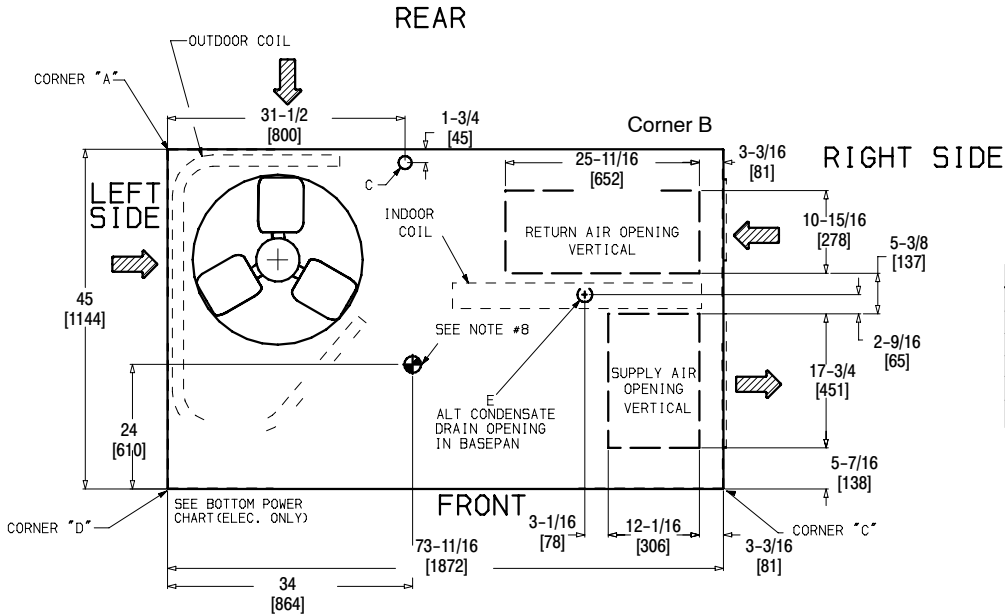 REAR
OUTDOOR COIL
CORNER "A"
31-1/2
[800]
1-3/4
[45]
Corner B
3-3/16
[81]
RIGHT SIDE
25-11/16
[652]
C
LEFT
SIDE
INDOOR
COIL
RETURN AIR OPENING
VERTICAL
10-15/16
[278]
5-3/8
[137]
45
[1144]
SEE NOTE #8
2-9/16
[65]
17-3/4
[451]
SUPPLY AIR
OPENING
VERTICAL
E
ALT CONDENSATE
DRAIN OPENING
IN BASEPAN
24
[610]
5-7/16
[138]
SEE BOTTOM POWER
CHART(ELEC. ONLY)
FRONT
CORNER "D"
3-1/16
[78]
12-1/16
[306]
CORNER "C"
3-3/16
[81]
73-11/16
[1872]
34
[864]